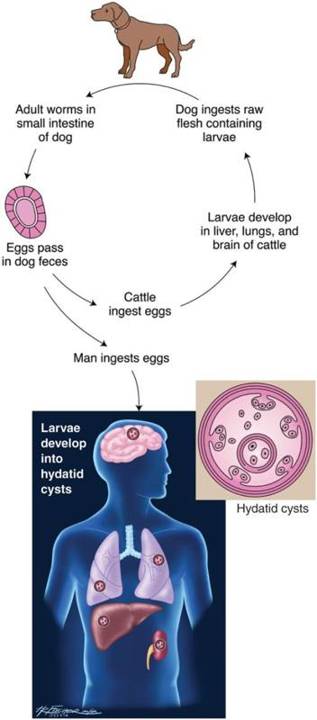 Adult worms in
small intestine
of dog
Dog ingests raw
flesh containing
larvae
Eggs pass
in dog feces
Larvae develop
in liver, lungs, and
brain of cattle
Cattle
ingest eggs
Man ingests eggs
Larvae
develop
into
hydatid
cysts
Hydatid cysts